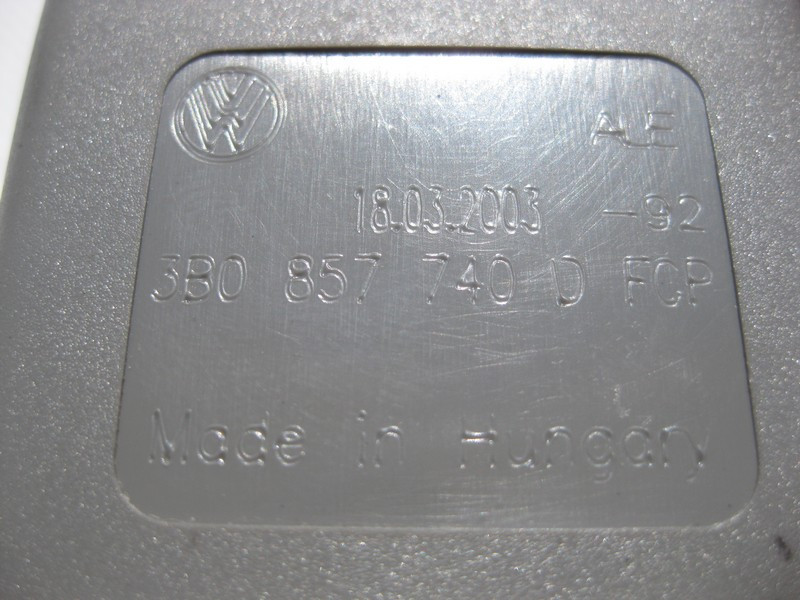 ALE
18.03.2003 -92
3B0 857 740 D FCP
Made in Hungary